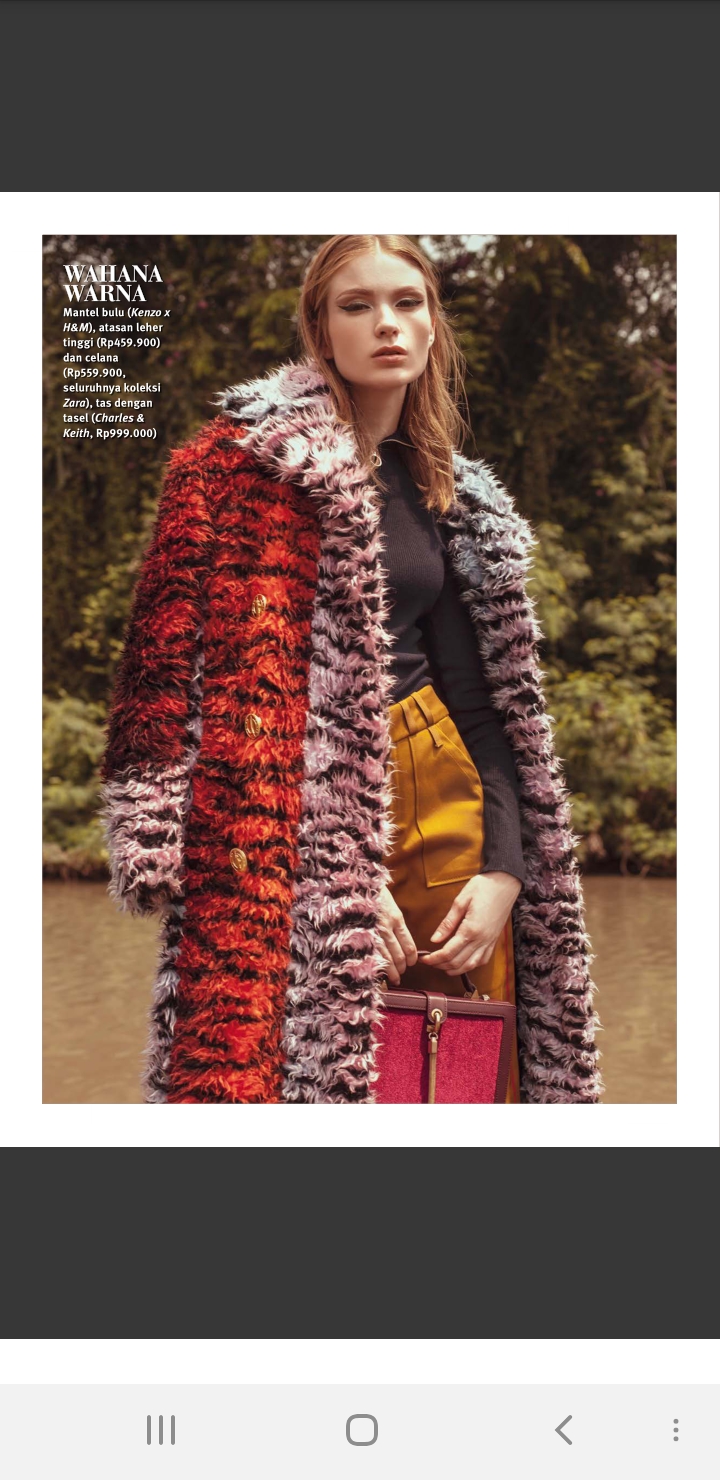 WAHANA
WARNA
Mantel bulu (Kenzo x
H&M), atasan leher
tinggi (Rp459.900)
dan celana
(Rp559.900,
seluruhnya koleksi
Zara), tas dengan
tasel (Charles &
Keith, Rp999.000)